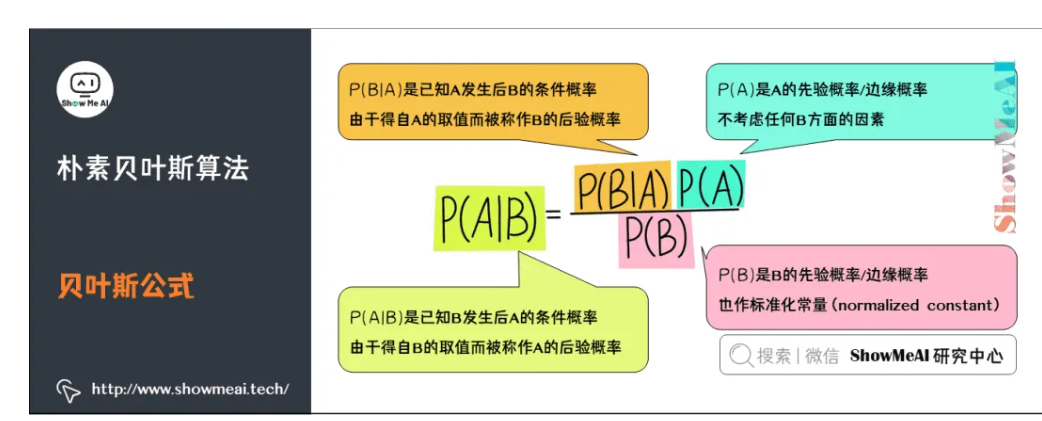 Show Me AI
朴素贝叶斯算法
贝叶斯公式
http://www.showmeai.tech/
P(B|A)是已知A发生后B的条件概率
由于得自A的取值而被称作B的后验概率
P(A)是A的先验概率/边缘概率
不考虑任何B方面的因素
P(A|B)=P(B|A)P(A)
P(B)
P(A|B)是已知B发生后A的条件概率
由于得自B的取值而被称作A的后验概率
P(B)是B的先验概率/边缘概率
也作标准化常量(normalized constant)
搜索|微信 ShowMeAI 研究中心
ShowMeAI